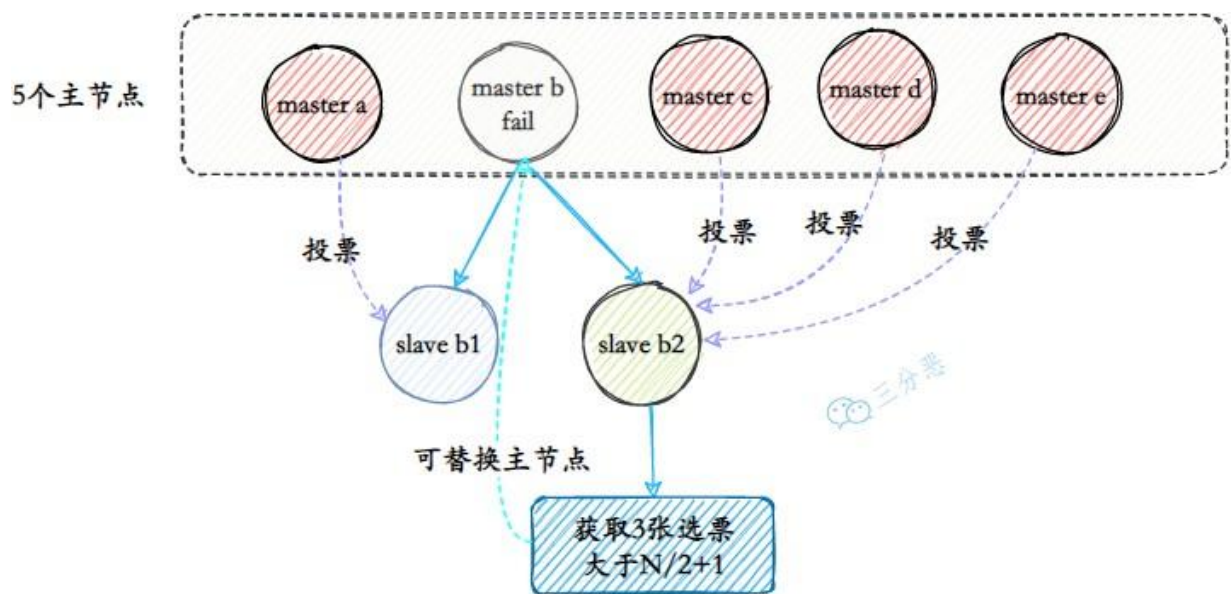 5个主节点
master a
master b
fail
master c
master d
master e
投票
投票
投票
投票
slave b1
slave b2
三分恶
可替换主节点
获取3张选票
大于N/2+1